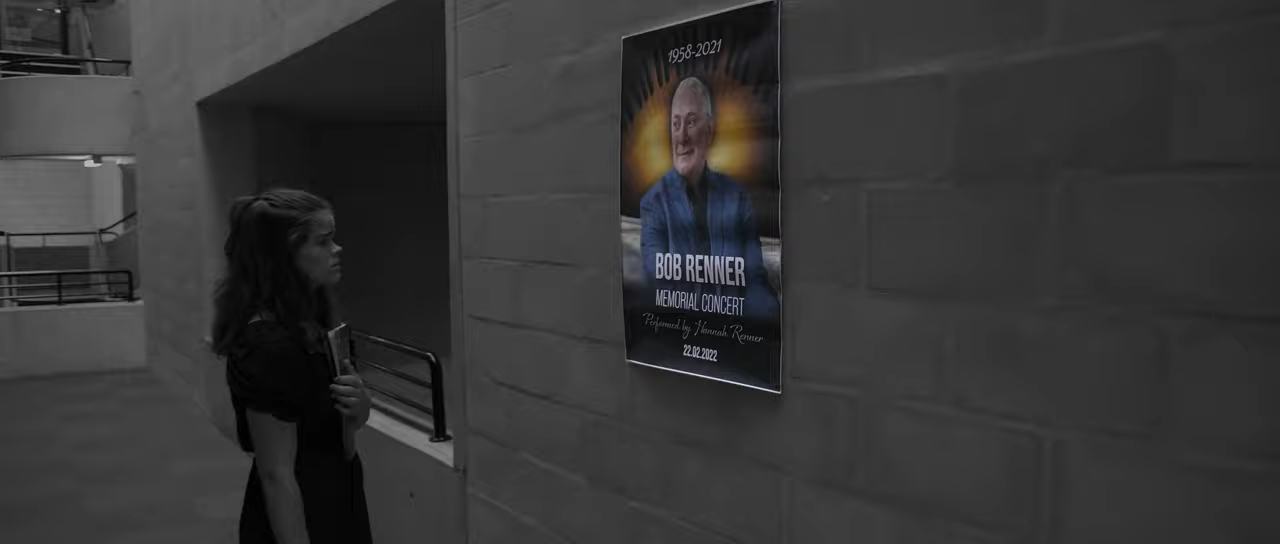 1958-2021
BOB RENNER
MEMORIAL CONCERT
Performed by Hannah Renner
22.02.2022